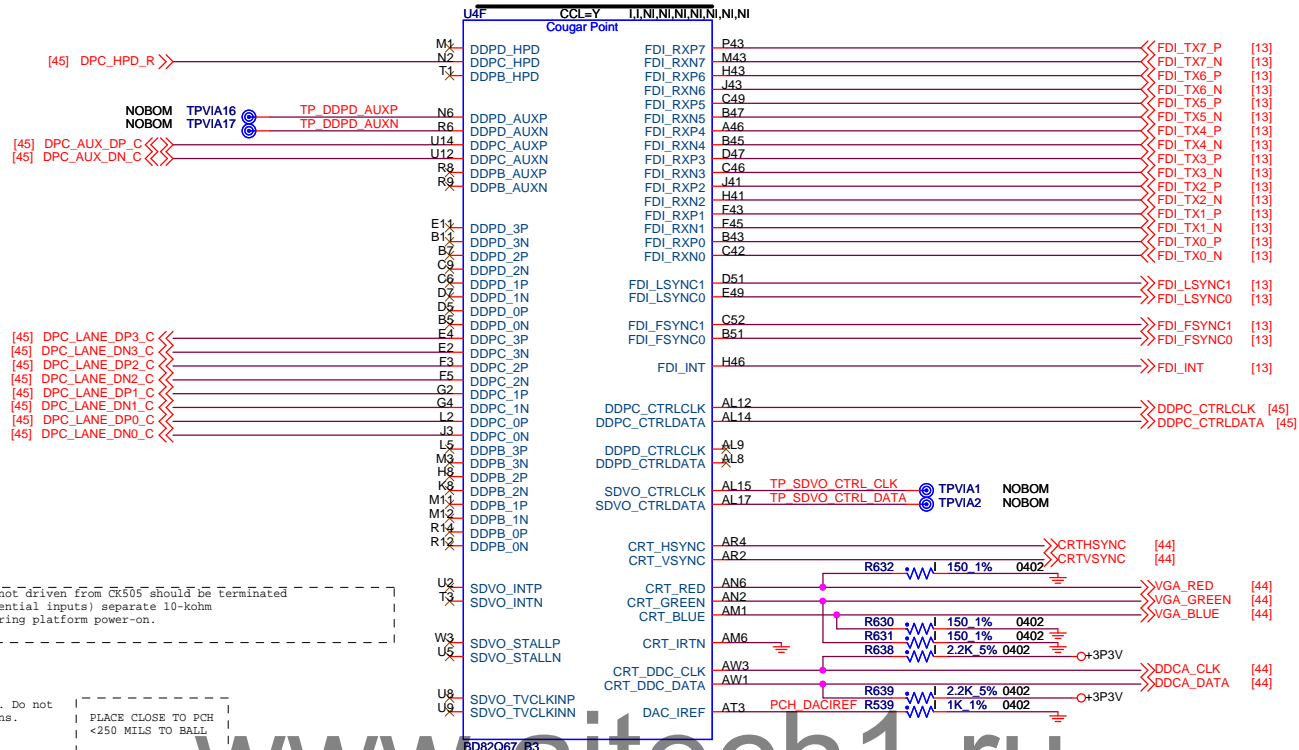 U4F CCL=Y I,I,NI,NI,NI,NI,NI,NI,NI
Cougar Point
M1 DDPD_HPD FDI_RXP7 P43 FDI_TX7_P [13]
[45] DPC_HPD_R N2 DDPC_HPD FDI_RXN7 M43 FDI_TX7_N [13]
T1 DDPB_HPD FDI_RXP6 H43 FDI_TX6_P [13]
FDI_RXN6 J43 FDI_TX6_N [13]
FDI_RXP5 C49 FDI_TX5_P [13]
NOBOM TPVIA16 TP_DDPD_AUXP N6 DDPD_AUXP FDI_RXN5 B47 FDI_TX5_N [13]
NOBOM TPVIA17 TP_DDPD_AUXN R6 DDPD_AUXN FDI_RXP4 A46 FDI_TX4_P [13]
[45] DPC_AUX_DP_C U14 DDPC_AUXP FDI_RXN4 B45 FDI_TX4_N [13]
[45] DPC_AUX_DN_C U12 DDPC_AUXN FDI_RXP3 D47 FDI_TX3_P [13]
R8 DDPB_AUXP FDI_RXN3 C46 FDI_TX3_N [13]
R9 DDPB_AUXN FDI_RXP2 J41 FDI_TX2_P [13]
FDI_RXN2 H41 FDI_TX2_N [13]
FDI_RXP1 F43 FDI_TX1_P [13]
E11 DDPD_3P FDI_RXN1 F45 FDI_TX1_N [13]
B11 DDPD_3N FDI_RXP0 B43 FDI_TX0_P [13]
B7 DDPD_2P FDI_RXN0 C42 FDI_TX0_N [13]
C9 DDPD_2N
C6 DDPD_1P FDI_LSYNC1 D51 FDI_LSYNC1 [13]
D7 DDPD_1N FDI_LSYNC0 E49 FDI_LSYNC0 [13]
D5 DDPD_0P
B5 DDPD_0N FDI_FSYNC1 C52 FDI_FSYNC1 [13]
[45] DPC_LANE_DP3_C E4 DDPC_3P FDI_FSYNC0 B51 FDI_FSYNC0 [13]
[45] DPC_LANE_DN3_C E2 DDPC_3N
[45] DPC_LANE_DP2_C F3 DDPC_2P FDI_INT H46 FDI_INT [13]
[45] DPC_LANE_DN2_C F5 DDPC_2N
[45] DPC_LANE_DP1_C G2 DDPC_1P
[45] DPC_LANE_DN1_C G4 DDPC_1N DDPC_CTRLCLK AL12 DDPC_CTRLCLK [45]
[45] DPC_LANE_DP0_C L2 DDPC_0P DDPC_CTRLDATA AL14 DDPC_CTRLDATA [45]
[45] DPC_LANE_DN0_C J3 DDPC_0N
L5 DDPB_3P DDPD_CTRLCLK AL9
M3 DDPB_3N DDPD_CTRLDATA AL8
H8 DDPB_2P
K8 DDPB_2N SDVO_CTRLCLK AL15 TP_SDVO_CTRL_CLK TPVIA1 NOBOM
M11 DDPB_1P SDVO_CTRLDATA AL17 TP_SDVO_CTRL_DATA TPVIA2 NOBOM
M12 DDPB_1N
R14 DDPB_0P
R12 DDPB_0N CRT_HSYNC AR4 CRTHSYNC [44]
CRT_VSYNC AR2 CRTVSYNC [44]
R632 I 150_1% 0402
U2 SDVO_INTP CRT_RED AN6 VGA_RED [44]
T3 SDVO_INTN CRT_GREEN AN2 VGA_GREEN [44]
CRT_BLUE AM1 VGA_BLUE [44]
R630 I 150_1% 0402
W3 SDVO_STALLP CRT_IRTN AM6 R631 I 150_1% 0402
U5 SDVO_STALLN R638 I 2.2K_5% 0402 +3P3V
CRT_DDC_CLK AW3 DDCA_CLK [44]
CRT_DDC_DATA AW1 DDCA_DATA [44]
U8 SDVO_TVCLKINP R639 I 2.2K_5% 0402 +3P3V
U9 SDVO_TVCLKINN DAC_IREF AT3 PCH_DACIREF R539 I 1K_1% 0402
BD82Q67 B3
not driven from CK505 should be terminated
ential inputs) separate 10-kohm
ring platform power-on.
. Do not
ns.
PLACE CLOSE TO PCH
<250 MILS TO BALL